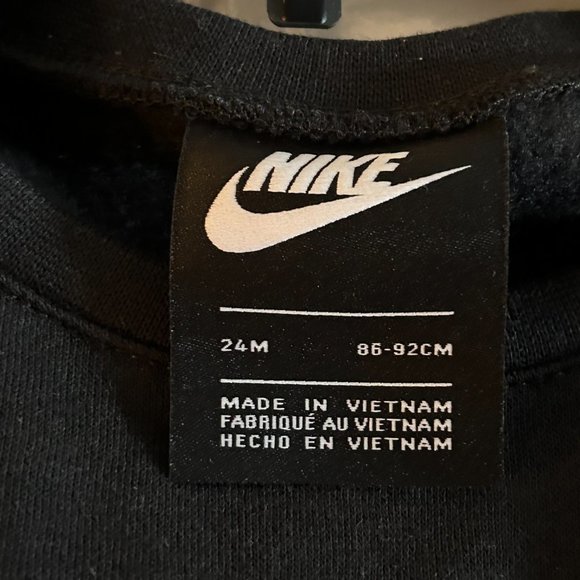 NIKE
24M 86-92CM
MADE IN VIETNAM
FABRIQUÉ AU VIETNAM
HECHO EN VIETNAM